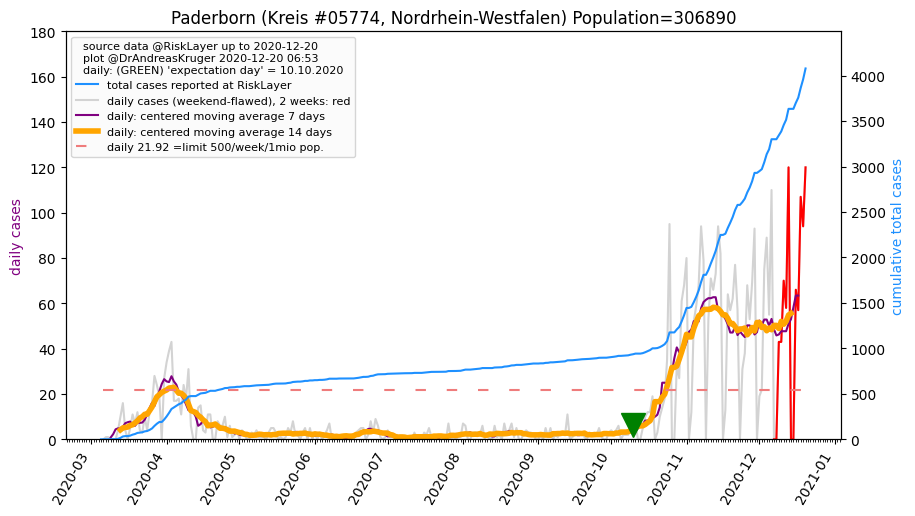 Paderborn (Kreis #05774, Nordrhein-Westfalen) Population=306890
source data @RiskLayer up to 2020-12-20
plot @DrAndreasKruger 2020-12-20 06:53
daily: (GREEN) 'expectation day' = 10.10.2020
total cases reported at RiskLayer
daily cases (weekend-flawed), 2 weeks: red
daily: centered moving average 7 days
daily: centered moving average 14 days
daily 21.92 =limit 500/week/1mio pop.
daily cases
180
160
140
120
100
80
60
40
20
0
4000
3500
3000
2500
2000
1500
1000
500
0
cumulative total cases
2020-03
2020-04
2020-05
2020-06
2020-07
2020-08
2020-09
2020-10
2020-11
2020-12
2021-01